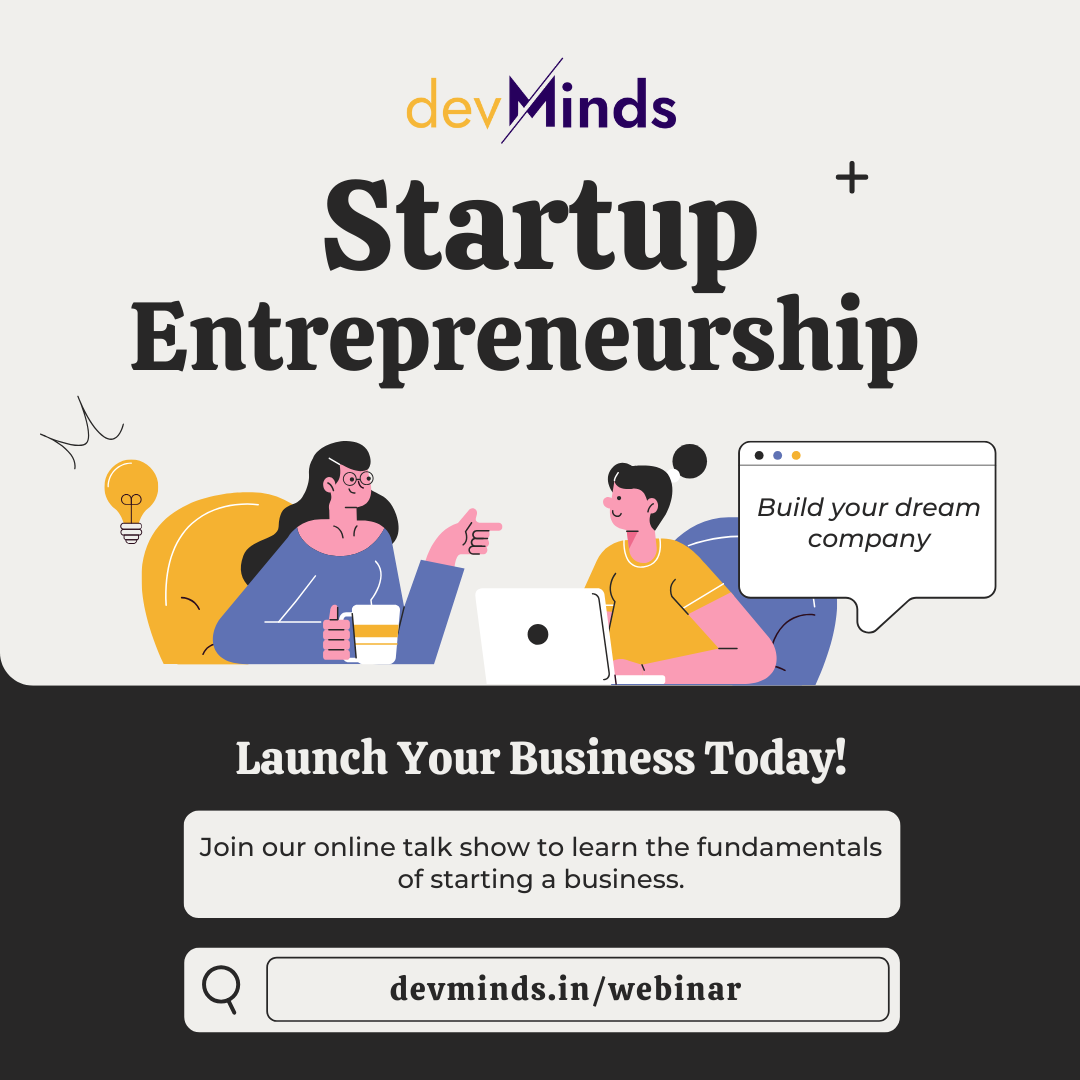 devMinds
Startup
Entrepreneurship
Build your dream
company
Launch Your Business Today!
Join our online talk show to learn the fundamentals
of starting a business.
devminds.in/webinar